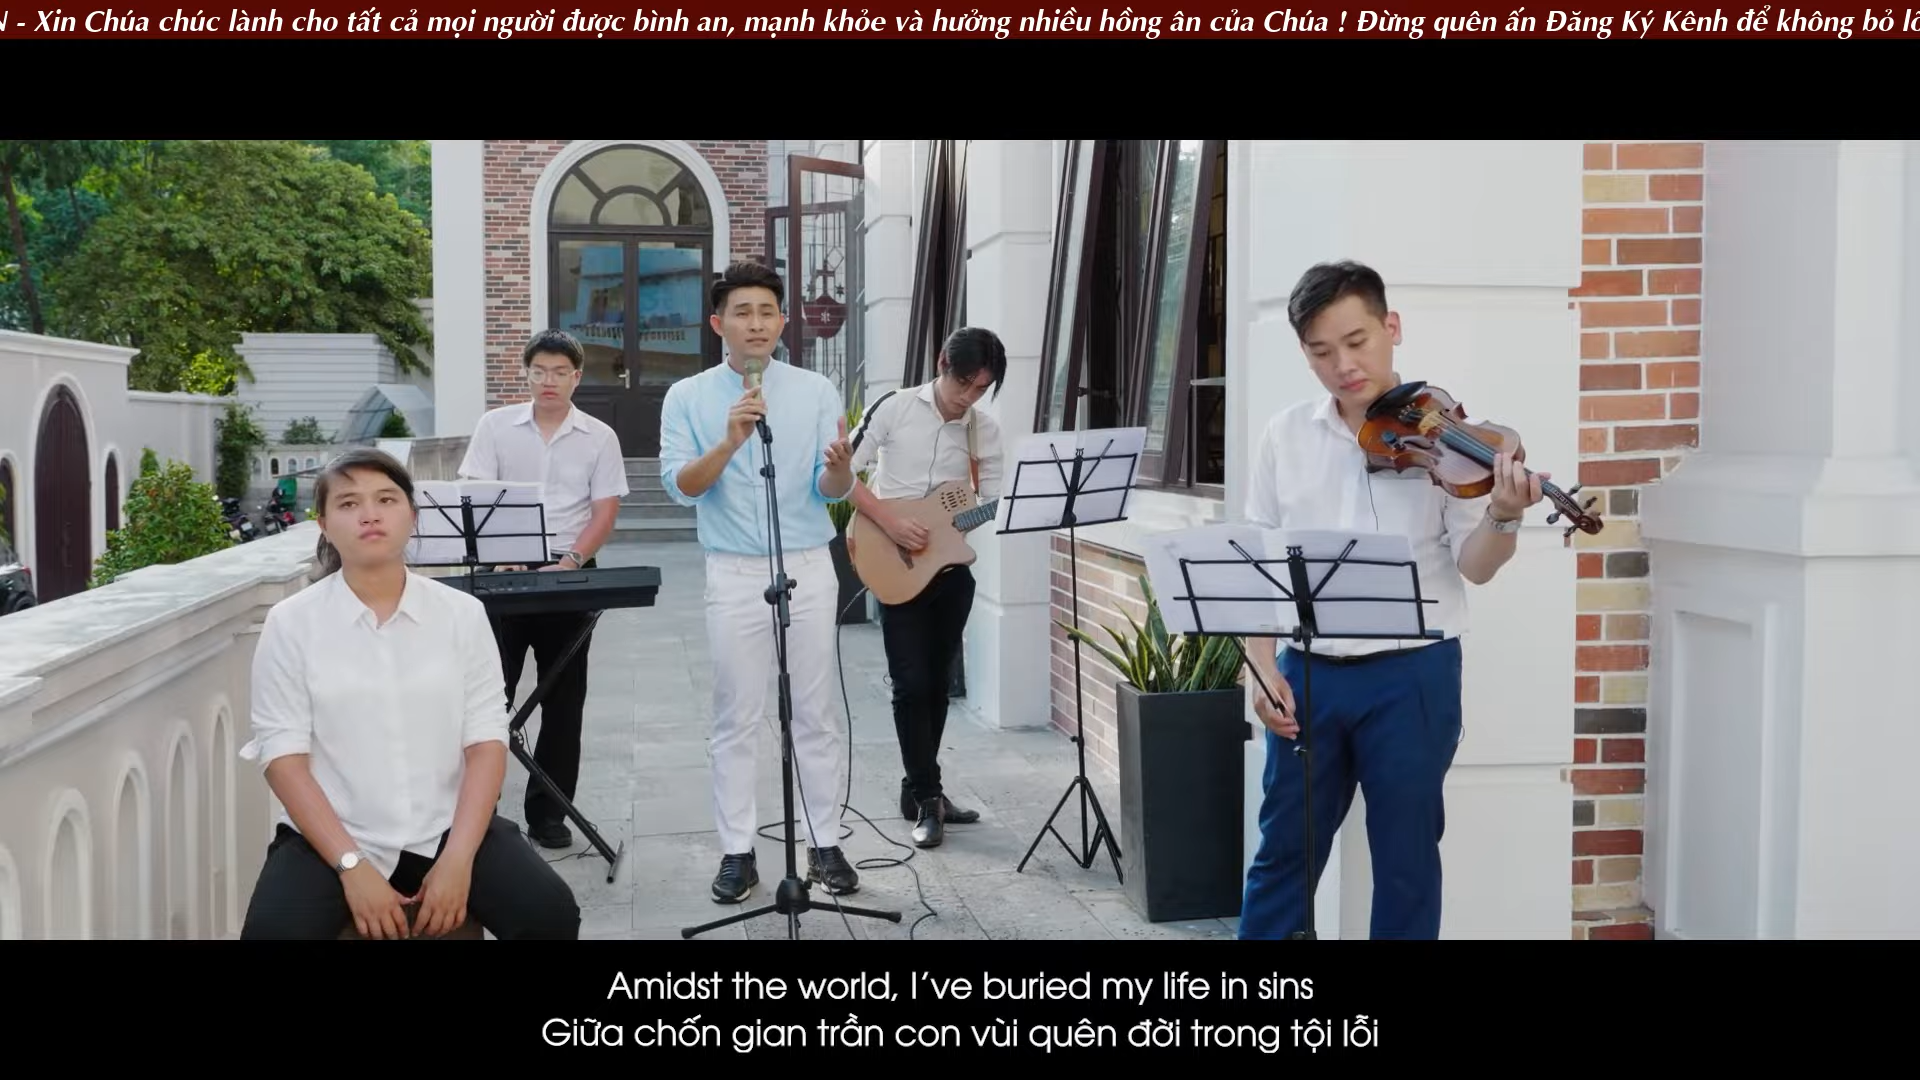 - Xin Chúa chúc lành cho tất cả mọi người được bình an, mạnh khỏe và hưởng nhiều hồng ân của Chúa ! Đừng quên ấn Đăng Ký Kênh để không bỏ
Amidst the world, I've buried my life in sins
Giữa chốn gian trần con vùi quên đời trong tội lỗi